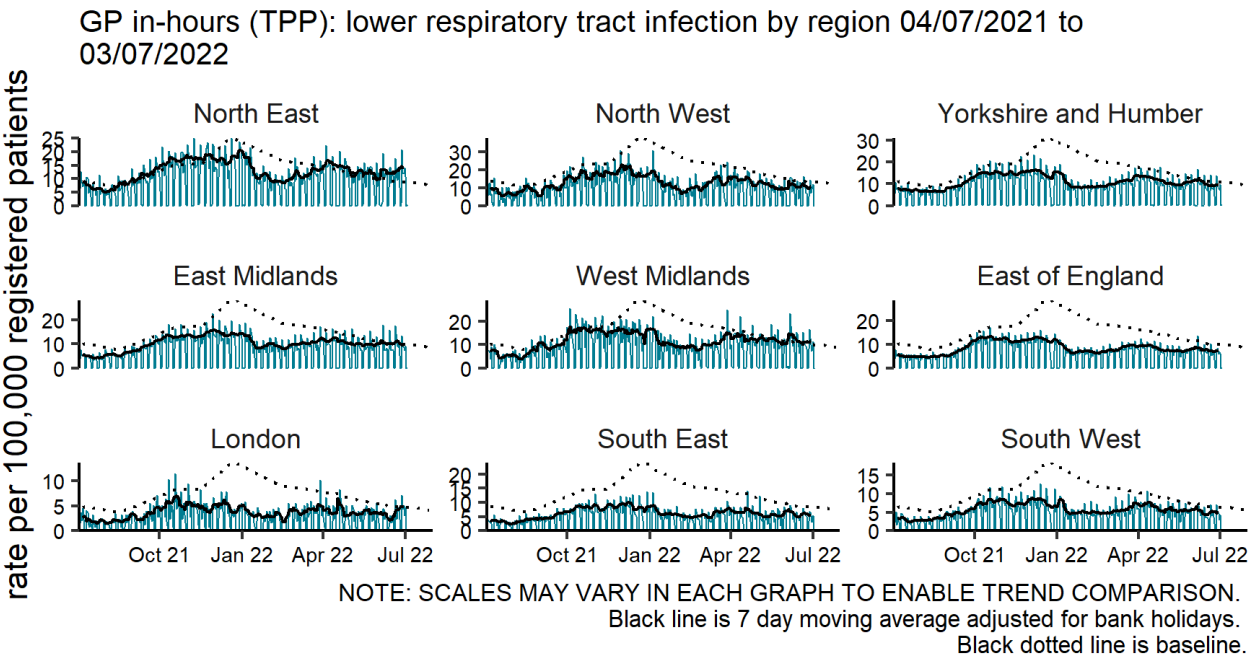 GP in-hours (TPP): lower respiratory tract infection by region 04/07/2021 to
03/07/2022
rate per 100,000 registered patients
North East
North West
Yorkshire and Humber
25
20
15
10
5
0
30
20
10
0
30
20
10
0
East Midlands
West Midlands
East of England
20
10
0
20
10
0
20
10
0
London
South East
South West
10
5
0
20
15
10
5
0
15
10
5
0
Oct 21 Jan 22 Apr 22 Jul 22
Oct 21 Jan 22 Apr 22 Jul 22
Oct 21 Jan 22 Apr 22 Jul 22
NOTE: SCALES MAY VARY IN EACH GRAPH TO ENABLE TREND COMPARISON.
Black line is 7 day moving average adjusted for bank holidays.
Black dotted line is baseline.